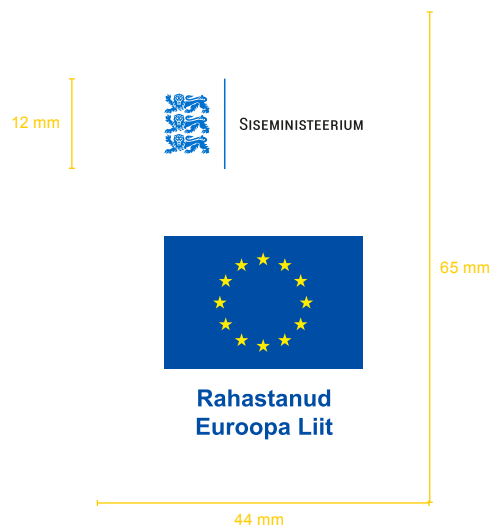 12 mm
SISEMINISTEERIUM
65 mm
Rahastanud
Euroopa Liit
44 mm